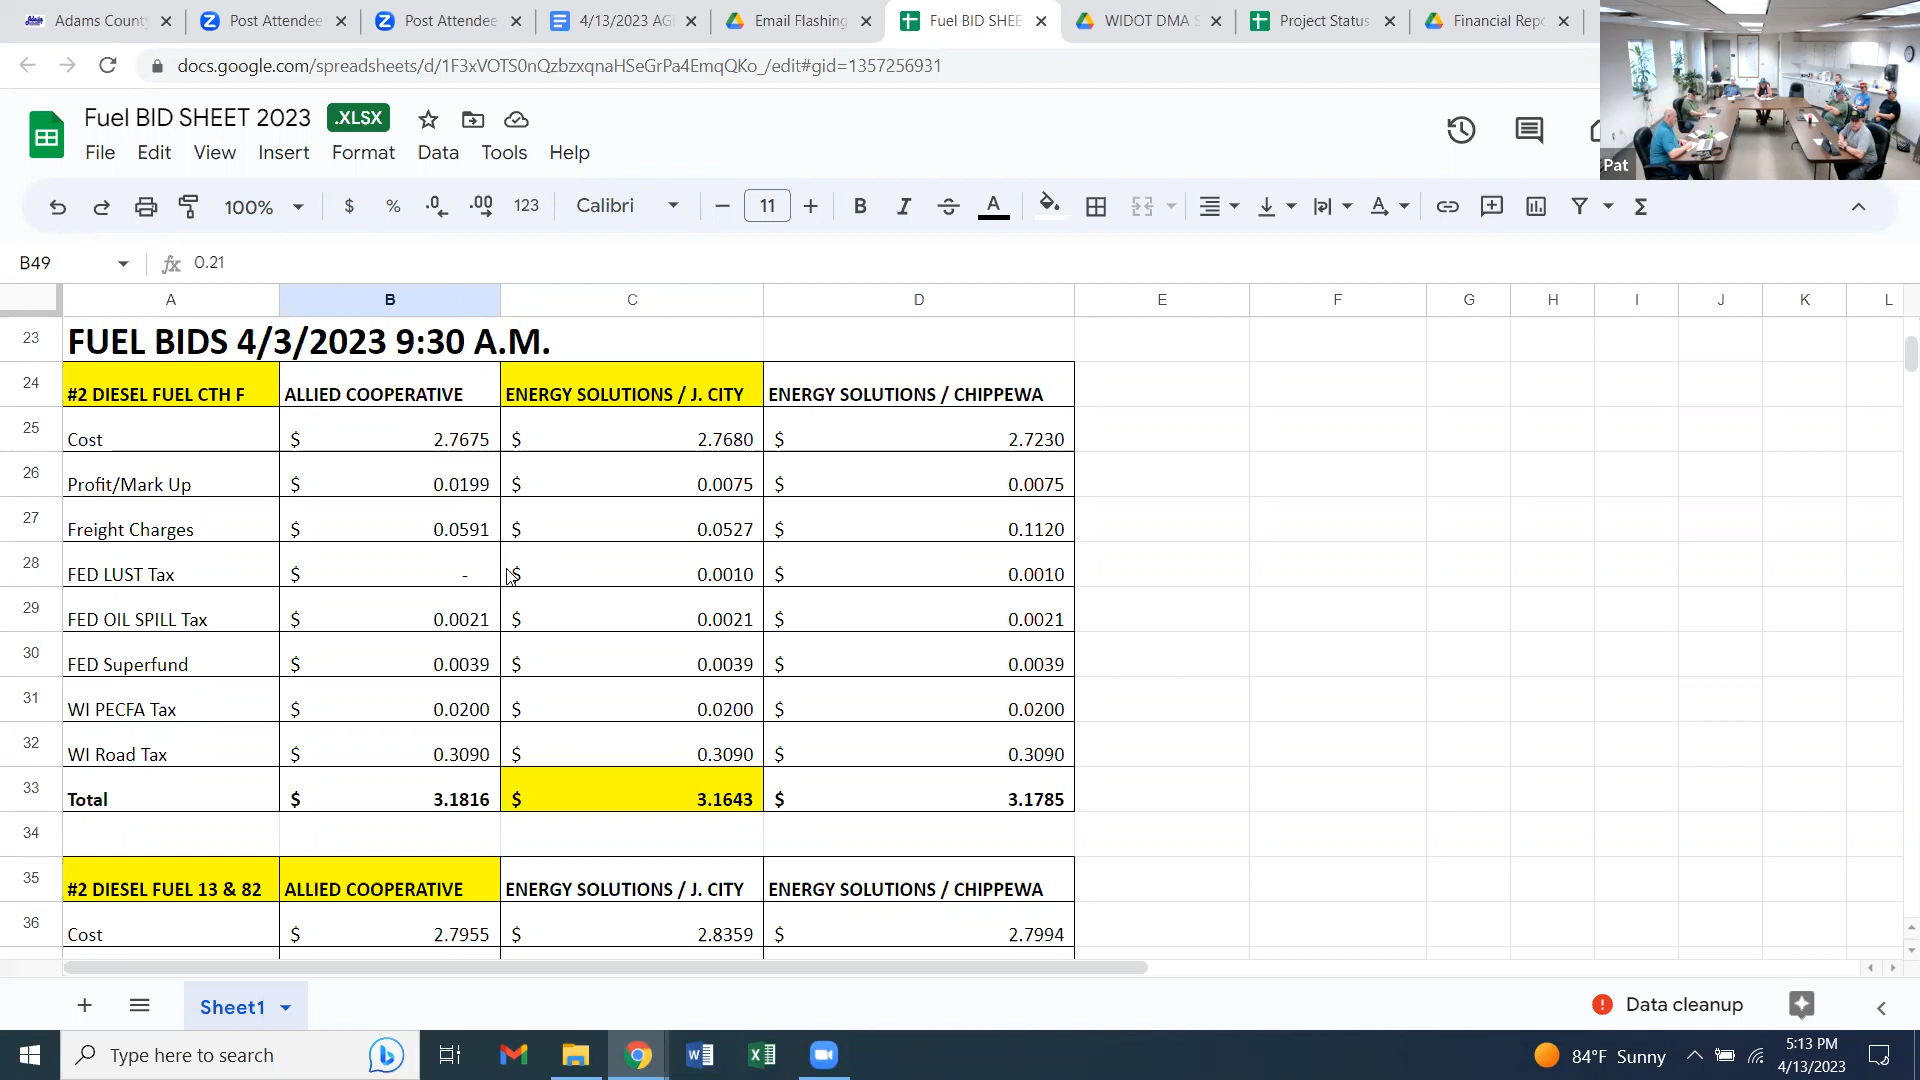 Adams Count
Post Attendee
Post Attendee
4/13/2023 AG
Email Flashing
Fuel BID SHEE
WIDOT DMA S
Project Status
Financial Repo
docs.google.com/spreadsheets/d/1F3xVOTS0nQzbzxqnaHSeGrPa4EmqQKo_/edit#gid=1357256931
Fuel BID SHEET 2023 .XLSX
File Edit View Insert Format Data Tools Help
Pat
100% $ % .0 .00 123 Calibri 11 B I S A
B49 fx 0.21
A B C D E F G H I J K L
23 FUEL BIDS 4/3/2023 9:30 A.M.
24 #2 DIESEL FUEL CTH F ALLIED COOPERATIVE ENERGY SOLUTIONS / J. CITY ENERGY SOLUTIONS / CHIPPEWA
25 Cost $ 2.7675 $ 2.7680 $ 2.7230
26 Profit/Mark Up $ 0.0199 $ 0.0075 $ 0.0075
27 Freight Charges $ 0.0591 $ 0.0527 $ 0.1120
28 FED LUST Tax $ - $ 0.0010 $ 0.0010
29 FED OIL SPILL Tax $ 0.0021 $ 0.0021 $ 0.0021
30 FED Superfund $ 0.0039 $ 0.0039 $ 0.0039
31 WI PECFA Tax $ 0.0200 $ 0.0200 $ 0.0200
32 WI Road Tax $ 0.3090 $ 0.3090 $ 0.3090
33 Total $ 3.1816 $ 3.1643 $ 3.1785
34
35 #2 DIESEL FUEL 13 & 82 ALLIED COOPERATIVE ENERGY SOLUTIONS / J. CITY ENERGY SOLUTIONS / CHIPPEWA
36 Cost $ 2.7955 $ 2.8359 $ 2.7994
Sheet1
Data cleanup
Type here to search
84°F Sunny
5:13 PM
4/13/2023